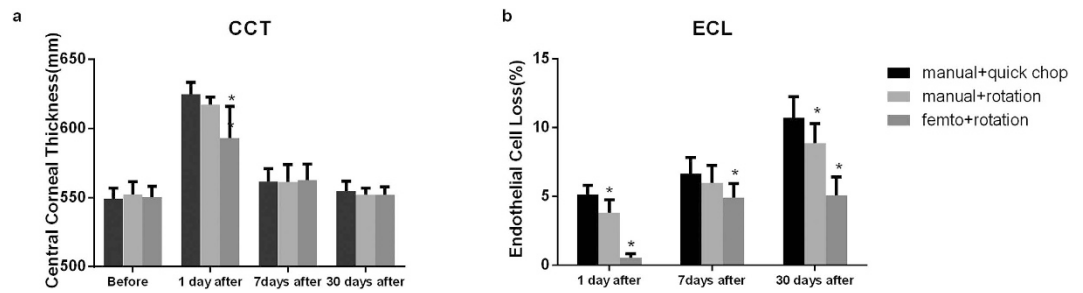 a
CCT
Central Corneal Thickness(mm)
650
600
550
500
*
*
Before
1 day after
7days after
30 days after
b
ECL
Endothelial Cell Loss(%)
15
10
5
0
*
*
*
*
*
1 day after
7days after
30 days after
manual+quick chop
manual+rotation
femto+rotation